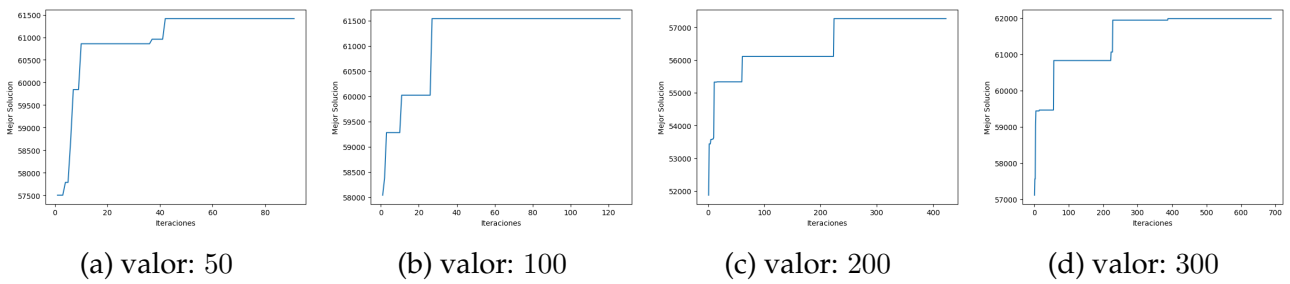 61500
61000
60500
60000
59500
59000
58500
58000
57500
Mejor Solucion
0 20 40 60 80
Iteraciones
(a) valor: 50
61500
61000
60500
60000
59500
59000
58500
58000
Mejor Solucion
0 20 40 60 80 100 120
Iteraciones
(b) valor: 100
57000
56000
55000
54000
53000
52000
Mejor Solucion
0 100 200 300 400
Iteraciones
(c) valor: 200
62000
61000
60000
59000
58000
57000
Mejor Solucion
0 100 200 300 400 500 600 700
Iteraciones
(d) valor: 300